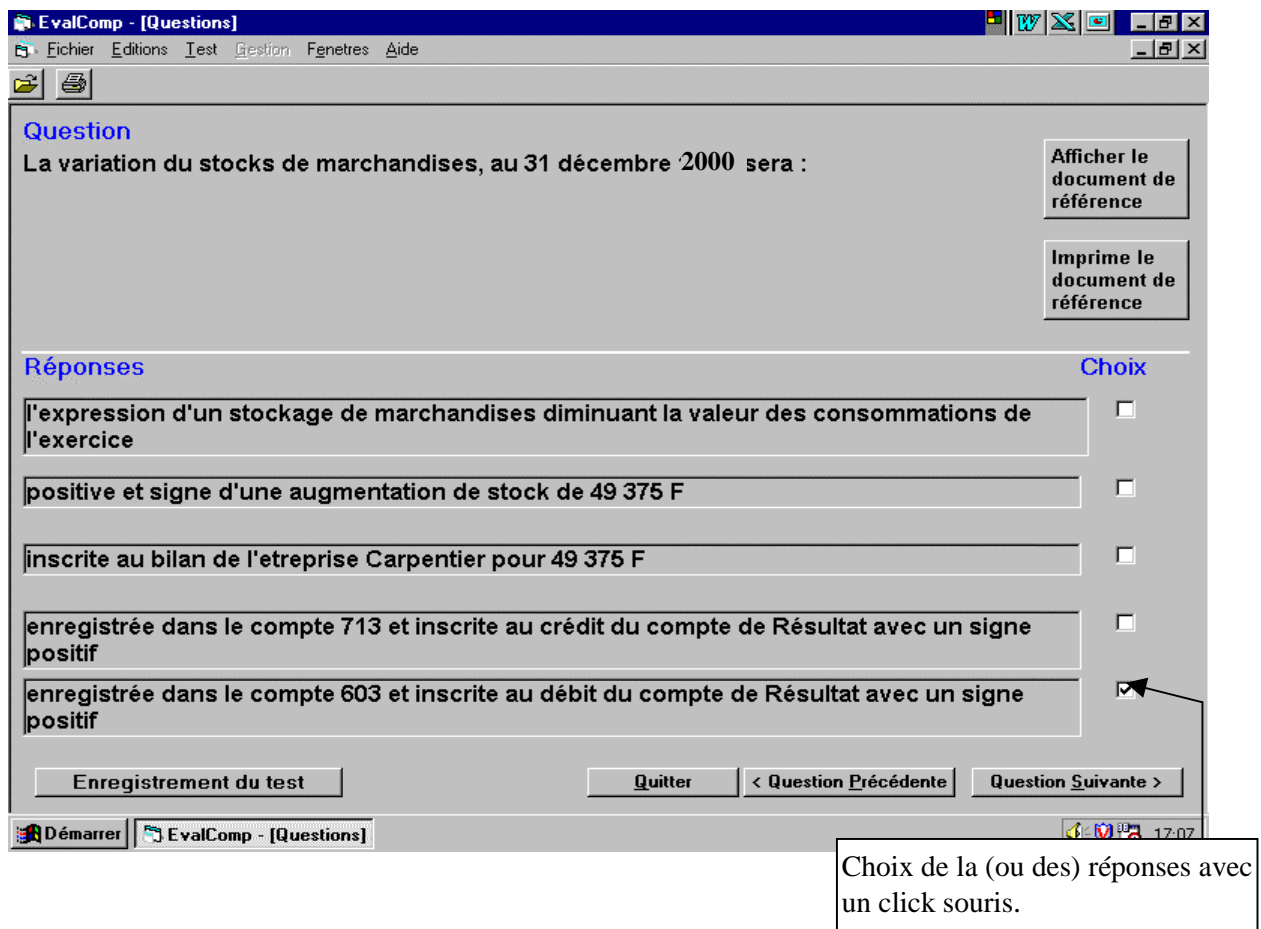 EvalComp - [Questions]
Fichier Editions Test Gestion Fenetres Aide
Question
La variation du stocks de marchandises, au 31 décembre 2000 sera :
Afficher le
document de
référence
Imprime le
document de
référence
Réponses
Choix
l'expression d'un stockage de marchandises diminuant la valeur des consommations de
l'exercice
positive et signe d'une augmentation de stock de 49 375 F
inscrite au bilan de l'etreprise Carpentier pour 49 375 F
enregistrée dans le compte 713 et inscrite au crédit du compte de Résultat avec un signe
positif
enregistrée dans le compte 603 et inscrite au débit du compte de Résultat avec un signe
positif
Enregistrement du test
Quitter
< Question Précédente
Question Suivante >
Démarrer
EvalComp - [Questions]
17:07
Choix de la (ou des) réponses avec
un click souris.